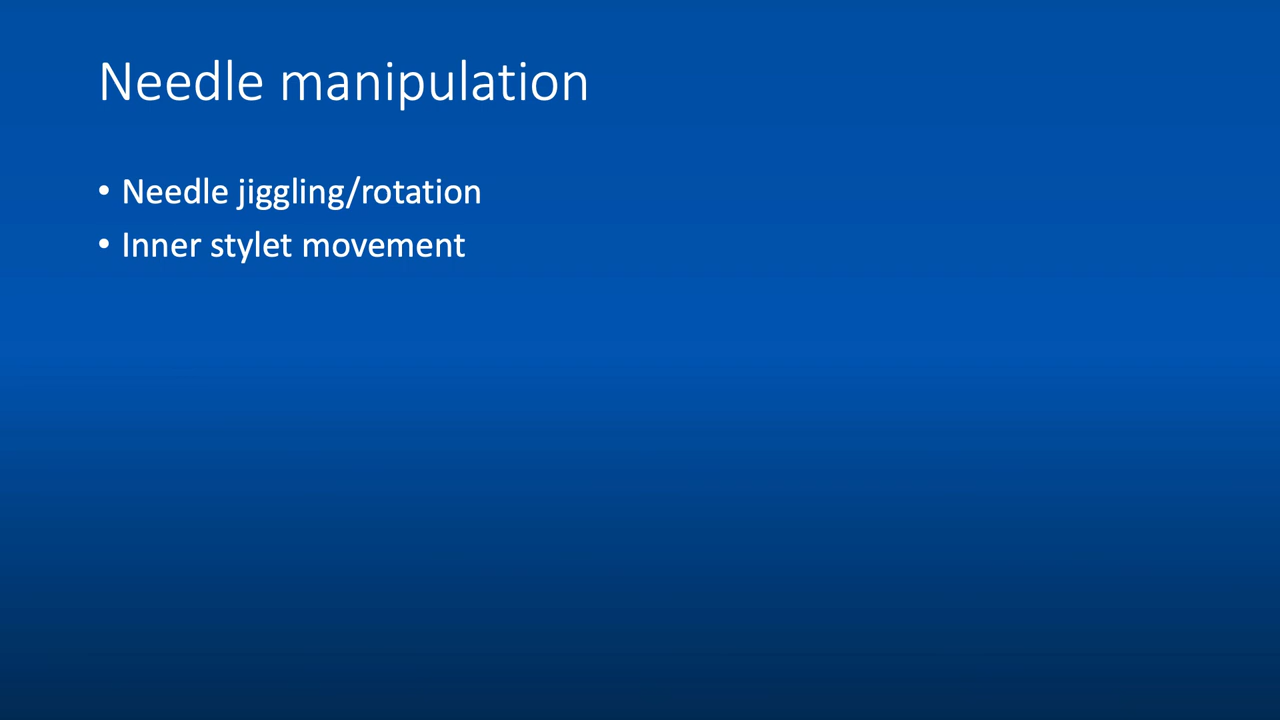 Needle manipulation
• Needle jiggling/rotation
• Inner stylet movement